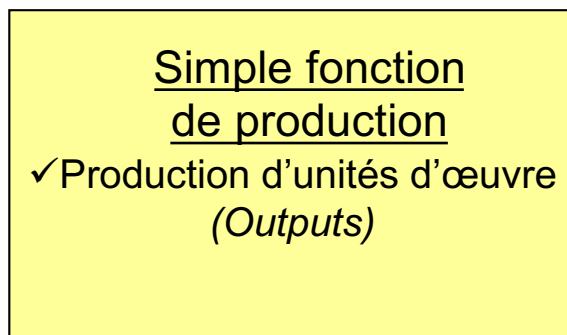 Simple fonction
de production
✓Production d'unités d'œuvre
(Outputs)